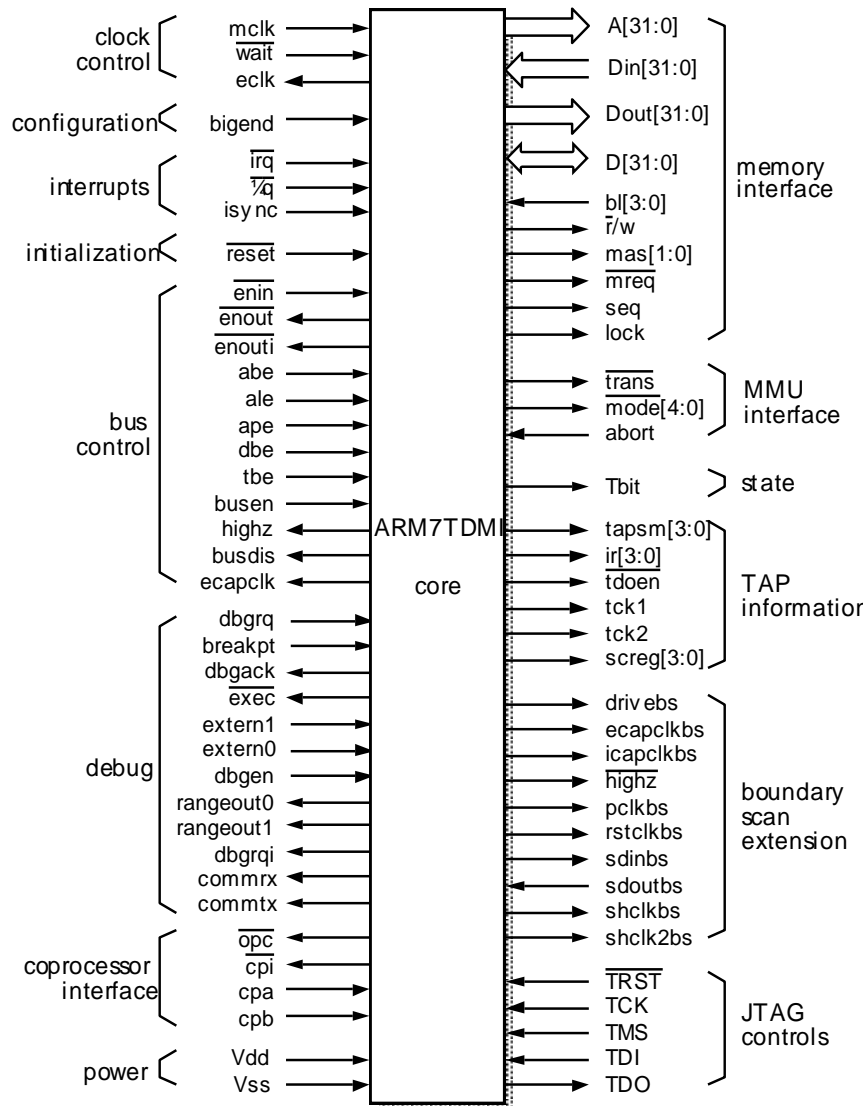 clock
control
mclk
wait
eclk
configuration
bigend
interrupts
irq
¼q
isync
initialization
reset
bus
control
enin
enout
enouti
abe
ale
ape
dbe
tbe
busen
highz
busdis
ecapclk
debug
dbgrq
breakpt
dbgack
exec
extern1
extern0
dbgen
rangeout0
rangeout1
dbgrqi
commrx
commtx
coprocessor
interface
opc
cpi
cpa
cpb
power
Vdd
Vss
ARM7TDMI
core
A[31:0]
Din[31:0]
Dout[31:0]
D[31:0]
bl[3:0]
r/w
mas[1:0]
mreq
seq
lock
memory
interface
trans
mode[4:0]
abort
MMU
interface
Tbit
state
tapsm[3:0]
ir[3:0]
tdoen
tck1
tck2
screg[3:0]
TAP
information
drivebs
ecapclkbs
icapclkbs
highz
pclkbs
rstclkbs
sdinbs
sdoutbs
shclkbs
shclk2bs
boundary
scan
extension
TRST
TCK
TMS
TDI
TDO
JTAG
controls